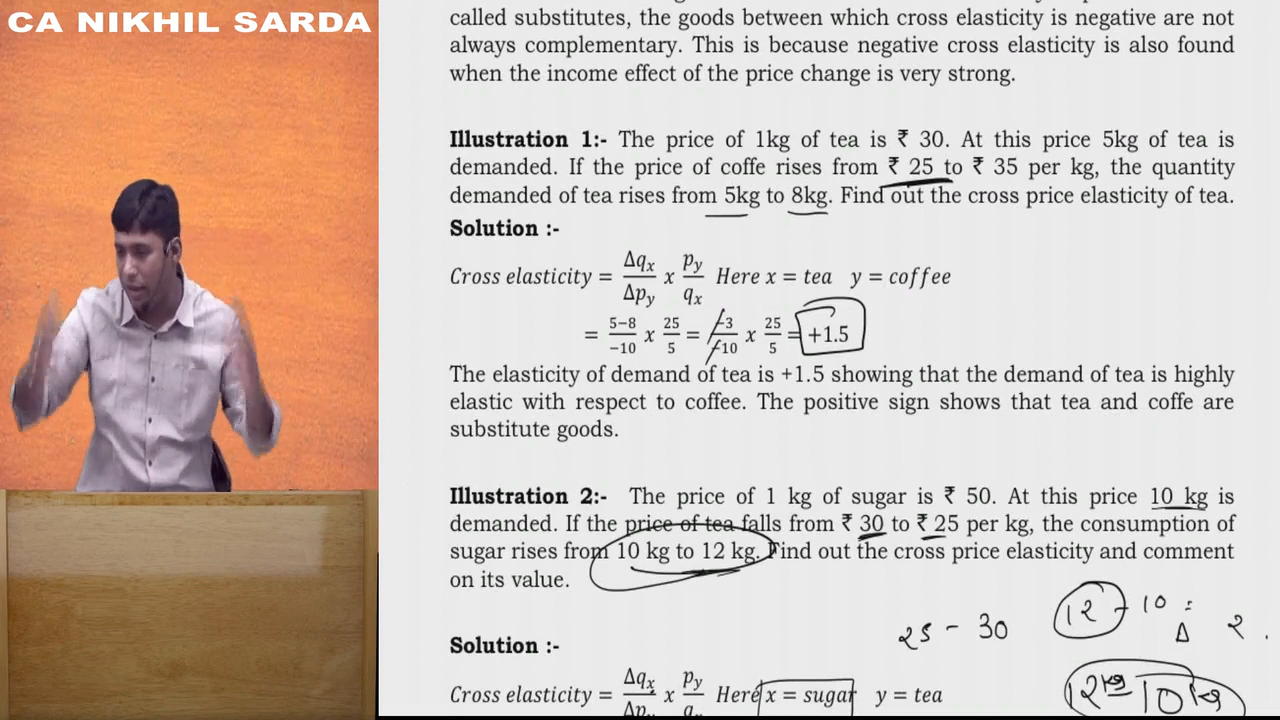 CA NIKHIL SARDA
called substitutes, the goods between which cross elasticity is negative are not
always complementary. This is because negative cross elasticity is also found
when the income effect of the price change is very strong.
Illustration 1:- The price of 1kg of tea is ₹ 30. At this price 5kg of tea is
demanded. If the price of coffe rises from ₹ 25 to ₹ 35 per kg, the quantity
demanded of tea rises from 5kg to 8kg. Find out the cross price elasticity of tea.
Solution :-
Cross elasticity = Δqₓ/Δp_y x p_y/qₓ Here x = tea y = coffee
= 5−8/−10 x 25/5 = −3/−10 x 25/5 = +1.5
The elasticity of demand of tea is +1.5 showing that the demand of tea is highly
elastic with respect to coffee. The positive sign shows that tea and coffe are
substitute goods.
Illustration 2:- The price of 1 kg of sugar is ₹ 50. At this price 10 kg is
demanded. If the price of tea falls from ₹ 30 to ₹ 25 per kg, the consumption of
sugar rises from 10 kg to 12 kg. Find out the cross price elasticity and comment
on its value.
25 - 30 12 - 10 =
Δ 2
Solution :-
Cross elasticity = Δqₓ/Δp x p_y/q Here x = sugar y = tea
12 kg 10 kg